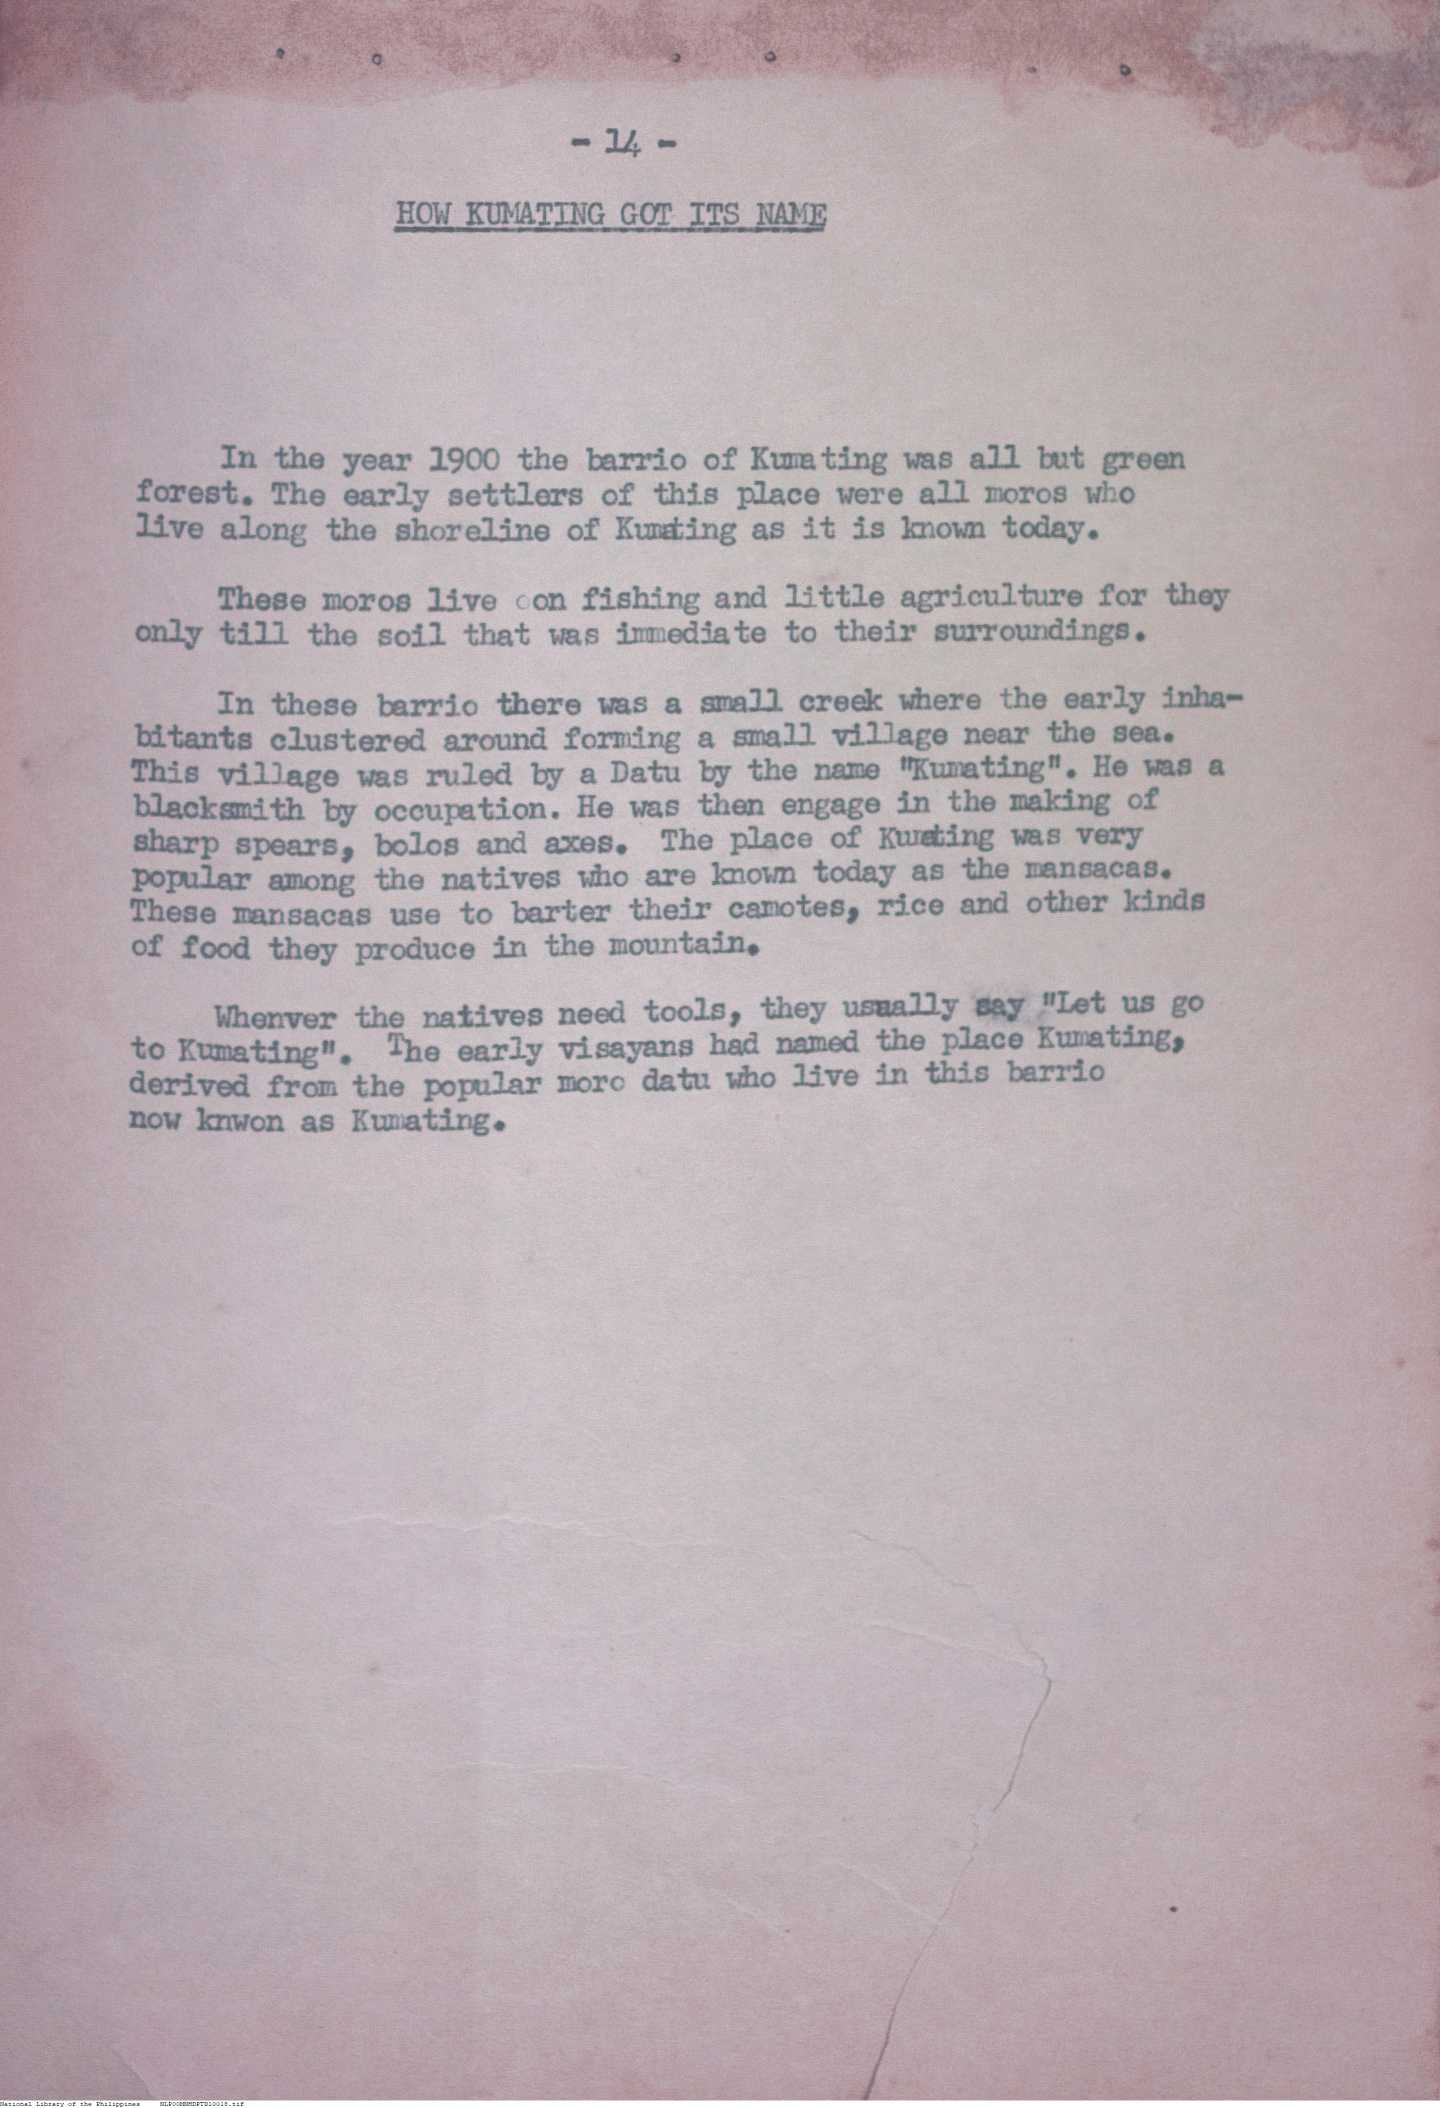 - 14 -
HOW KUMATING GOT ITS NAME
In the year 1900 the barrio of Kumating was all but green
forest. The early settlers of this place were all moros who
live along the shoreline of Kumating as it is known today.
These moros live on fishing and little agriculture for they
only till the soil that was immediate to their surroundings.
In these barrio there was a small creek where the early inha-
bitants clustered around forming a small village near the sea.
This village was ruled by a Datu by the name "Kumating". He was a
blacksmith by occupation. He was then engage in the making of
sharp spears, bolos and axes. The place of Kumating was very
popular among the natives who are known today as the mansacas.
These mansacas use to barter their camotes, rice and other kinds
of food they produce in the mountain.
Whenver the natives need tools, they usually say "Let us go
to Kumating". The early visayans had named the place Kumating,
derived from the popular moro datu who live in this barrio
now knwon as Kumating.
National Library of the Philippines